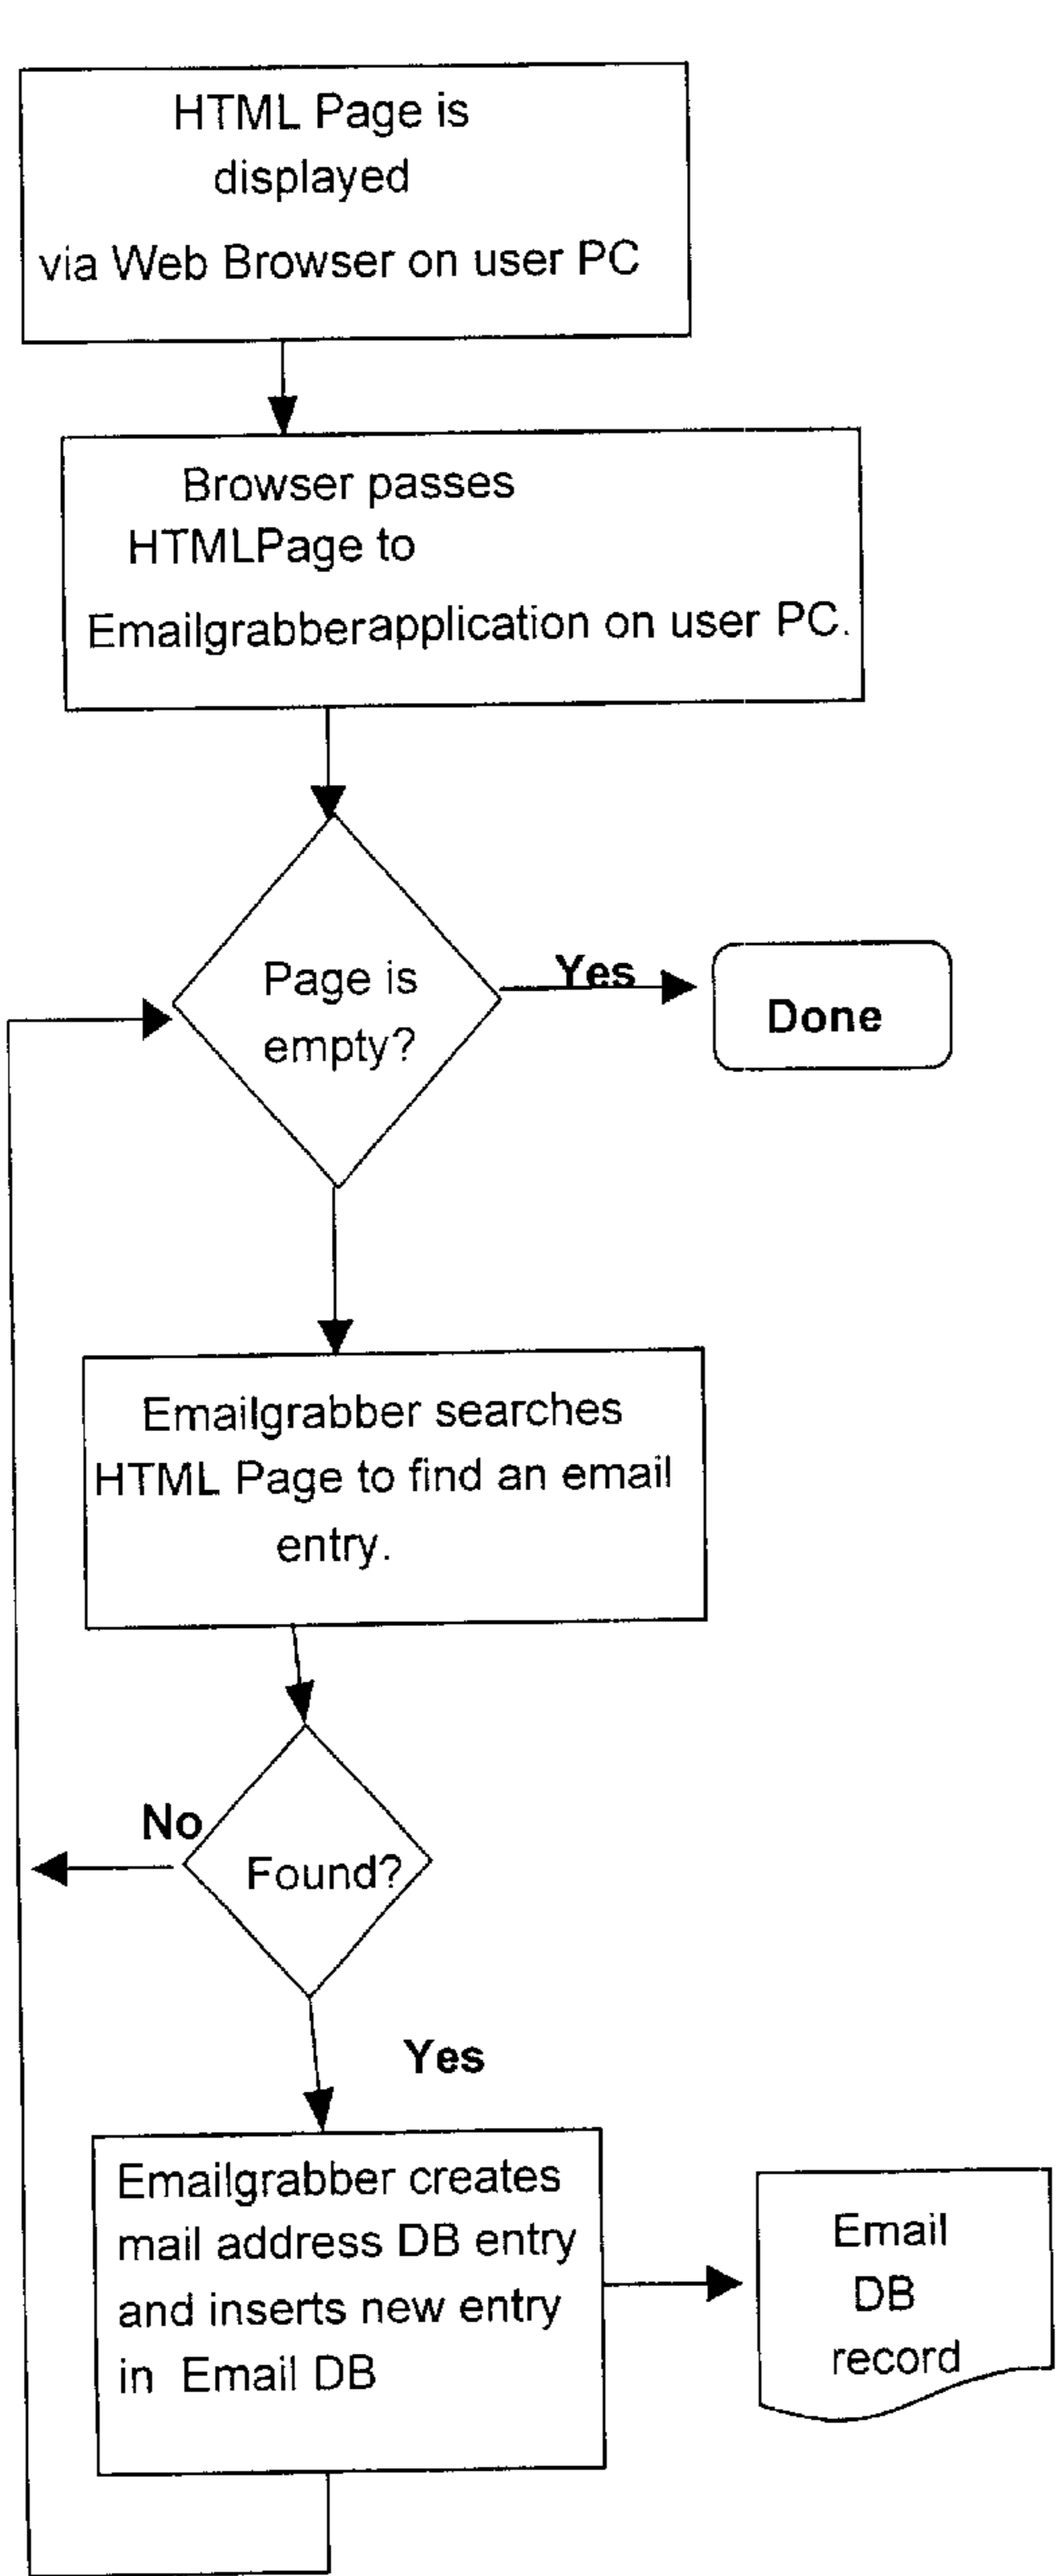 HTML Page is
displayed
via Web Browser on user PC
Browser passes
HTMLPage to
Emailgrabberapplication on user PC.
Page is
empty?
Yes
Done
Emailgrabber searches
HTML Page to find an email
entry.
No
Found?
Yes
Emailgrabber creates
mail address DB entry
and inserts new entry
in Email DB
Email
DB
record